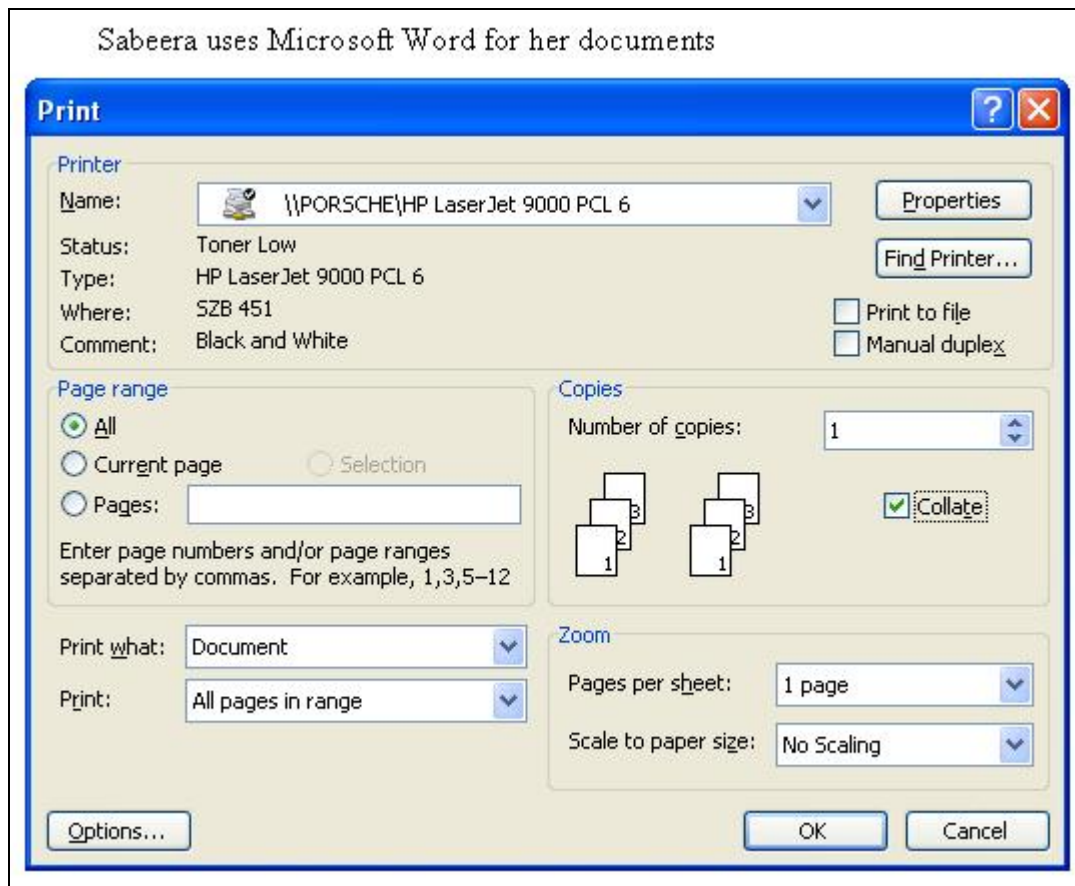 Sabeera uses Microsoft Word for her documents
Print
?
Printer
Name: \\PORSCHE\HP LaserJet 9000 PCL 6 Properties
Status: Toner Low Find Printer...
Type: HP LaserJet 9000 PCL 6
Where: SZB 451 Print to file
Comment: Black and White Manual duplex
Page range
All
Current page Selection
Pages:
Enter page numbers and/or page ranges
separated by commas. For example, 1,3,5–12
Copies
Number of copies: 1
3 3
2 2
1 1
Collate
Print what: Document
Print: All pages in range
Zoom
Pages per sheet: 1 page
Scale to paper size: No Scaling
Options... OK Cancel